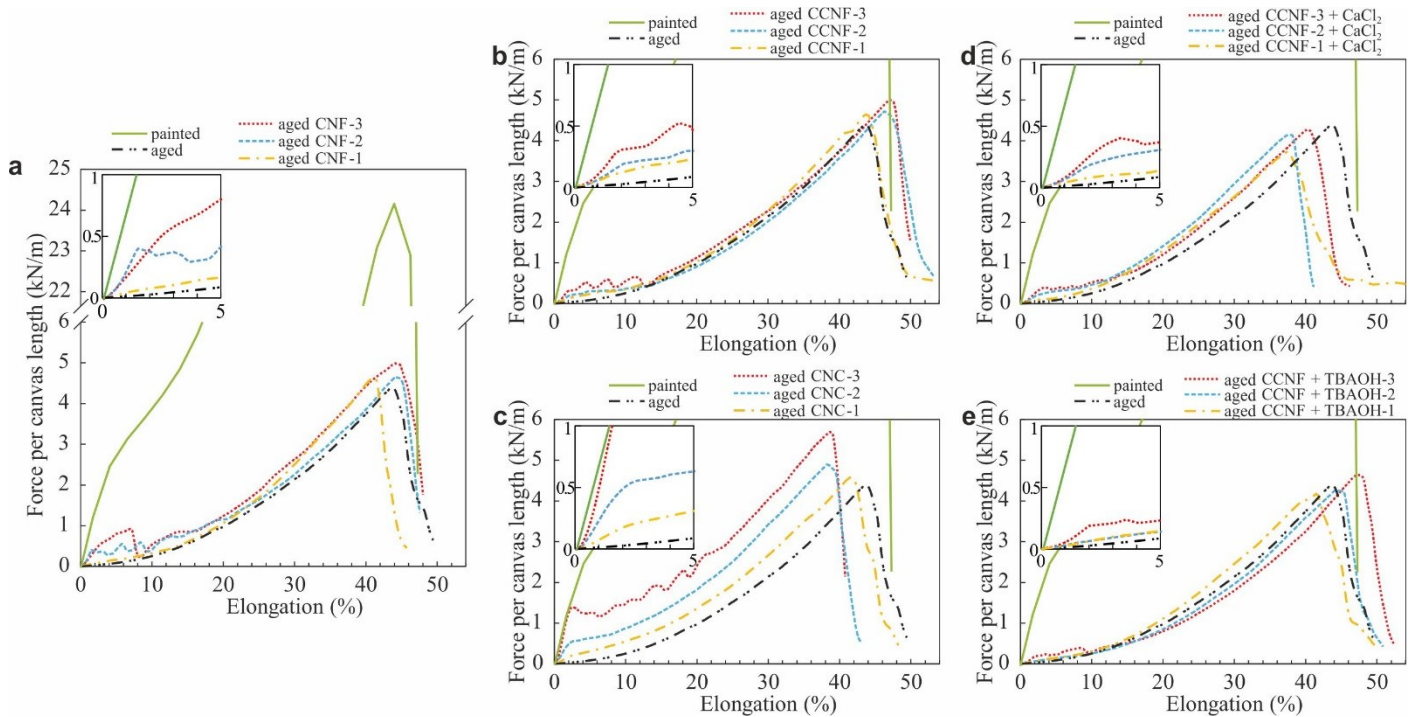 a
painted
aged
aged CNF-3
aged CNF-2
aged CNF-1
Force per canvas length (kN/m)
25
24
23
22
6
5
4
3
2
1
0
1
0.5
0
0
5
0
10
20
30
40
50
Elongation (%)
b
painted
aged
aged CCNF-3
aged CCNF-2
aged CCNF-1
Force per canvas length (kN/m)
6
5
4
3
2
1
0
1
0.5
0
0
5
0
10
20
30
40
50
Elongation (%)
c
painted
aged
aged CNC-3
aged CNC-2
aged CNC-1
Force per canvas length (kN/m)
6
5
4
3
2
1
0
1
0.5
0
0
5
0
10
20
30
40
50
Elongation (%)
d
painted
aged
aged CCNF-3 + CaCl₂
aged CCNF-2 + CaCl₂
aged CCNF-1 + CaCl₂
Force per canvas length (kN/m)
6
5
4
3
2
1
0
1
0.5
0
0
5
0
10
20
30
40
50
Elongation (%)
e
painted
aged
aged CCNF + TBAOH-3
aged CCNF + TBAOH-2
aged CCNF + TBAOH-1
Force per canvas length (kN/m)
6
5
4
3
2
1
0
1
0.5
0
0
5
0
10
20
30
40
50
Elongation (%)